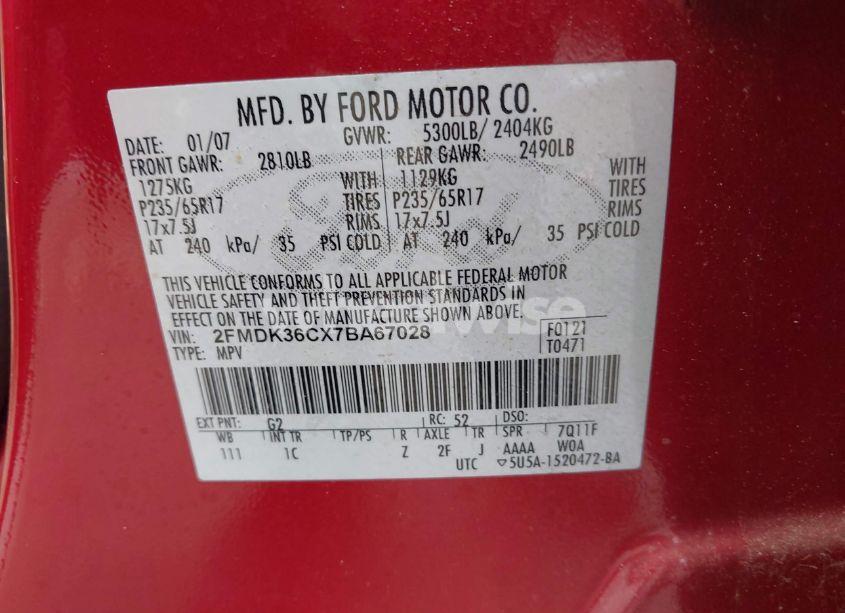 MFD. BY FORD MOTOR CO.
DATE: 01/07 GVWR: 5300LB/ 2404KG
FRONT GAWR: 2810LB REAR GAWR: 2490LB
1275KG WITH 1129KG WITH
P235/65R17 TIRES P235/65R17 TIRES
17x7.5J RIMS 17x7.5J RIMS
AT 240 kPa/ 35 PSI COLD AT 240 kPa/ 35 PSI COLD
Ford
THIS VEHICLE CONFORMS TO ALL APPLICABLE FEDERAL MOTOR
VEHICLE SAFETY AND THEFT PREVENTION STANDARDS IN
EFFECT ON THE DATE OF MANUFACTURE SHOWN ABOVE.
VIN: 2FMDK36CX7BA67028 F0121
TYPE: MPV T0471
EXT PNT: G2 RC: 52 DSO:
WB INT TR TP/PS R AXLE TR SPR 7Q11F
111 1C Z 2F J AAAA W0A
UTC ▽5U5A-1520472-BA